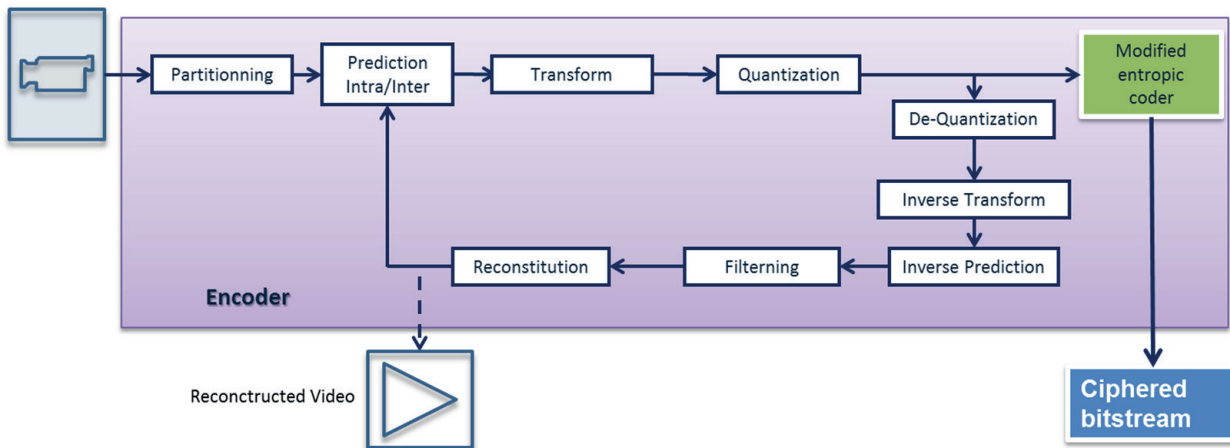 Partitionning
Prediction
Intra/Inter
Transform
Quantization
Modified
entropic
coder
De-Quantization
Inverse Transform
Inverse Prediction
Filterning
Reconstitution
Encoder
Reconctructed Video
Ciphered
bitstream